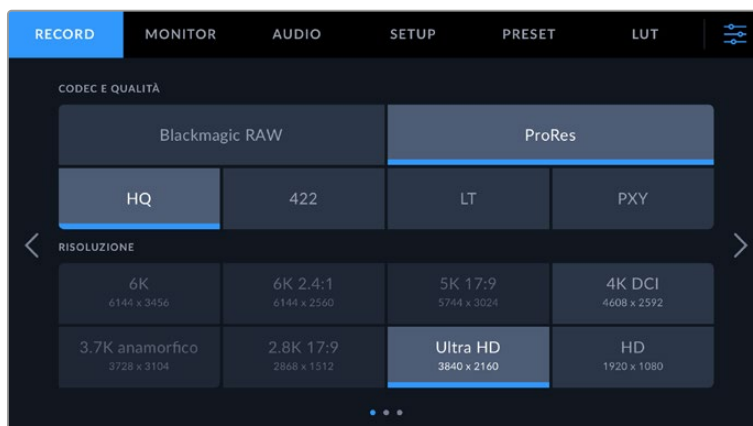 RECORD MONITOR AUDIO SETUP PRESET LUT
CODEC E QUALITÀ
Blackmagic RAW ProRes
HQ 422 LT PXY
RISOLUZIONE
6K 6K 2.4:1 5K 17:9 4K DCI
6144 x 3456 6144 x 2560 5744 x 3024 4608 x 2592
3.7K anamorfico 2.8K 17:9 Ultra HD HD
3728 x 3104 2868 x 1512 3840 x 2160 1920 x 1080